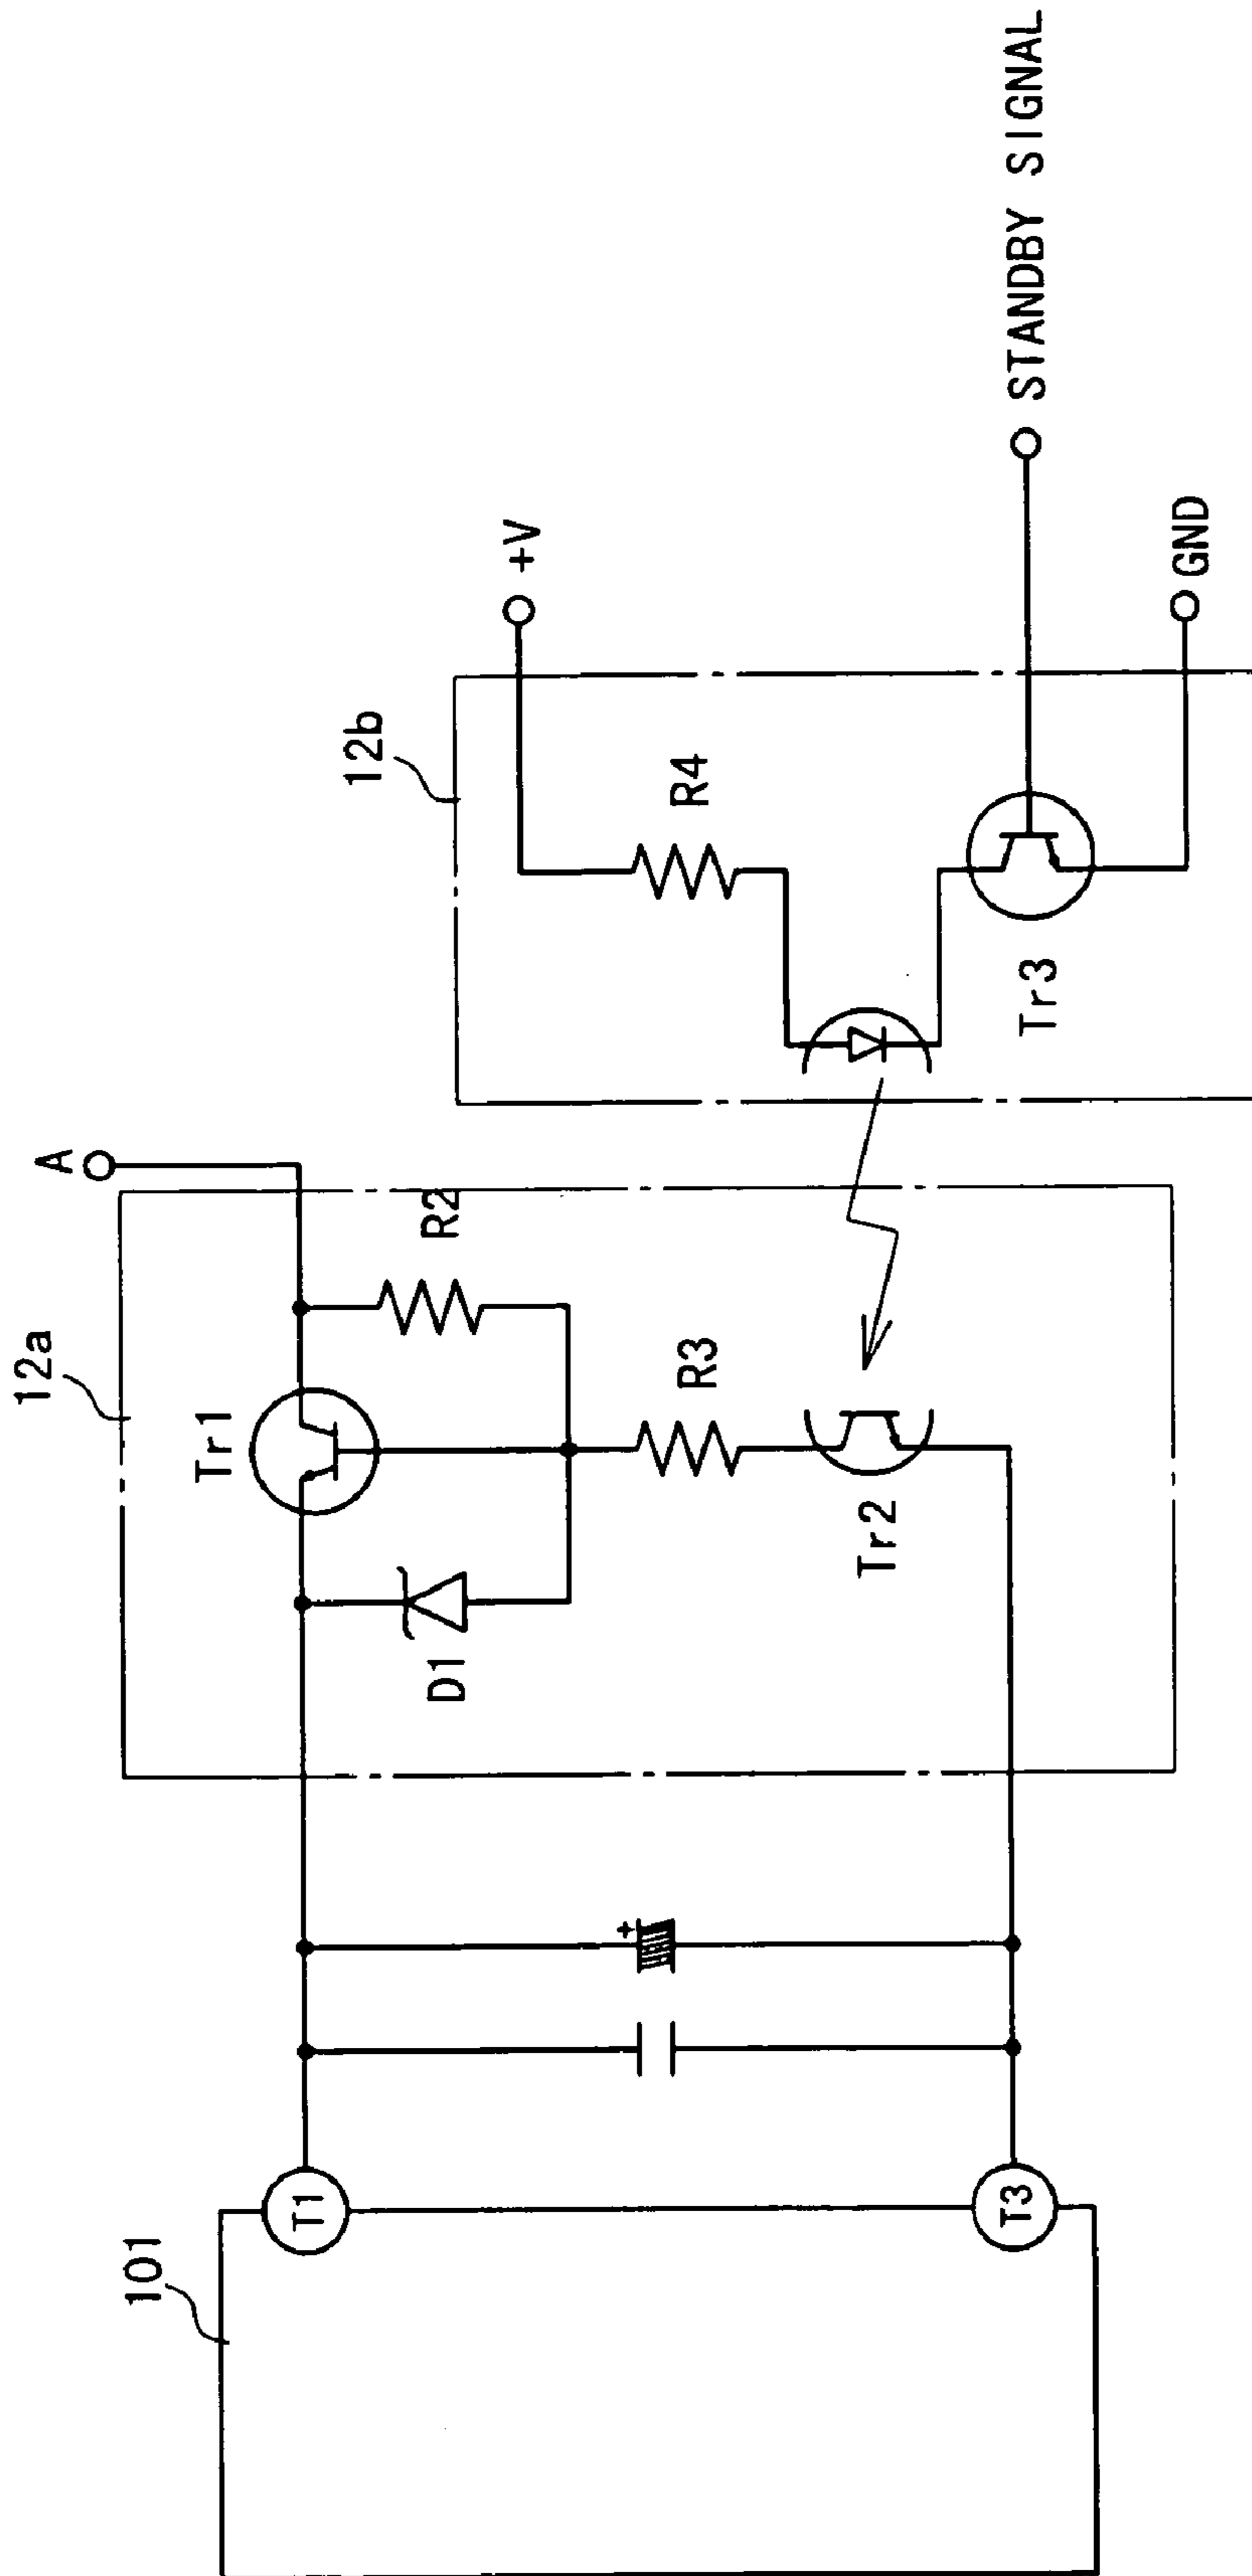 A
12a
Tr1
R2
D1
R3
Tr2
101
T1
T3
12b
+V
R4
Tr3
STANDBY SIGNAL
GND
+